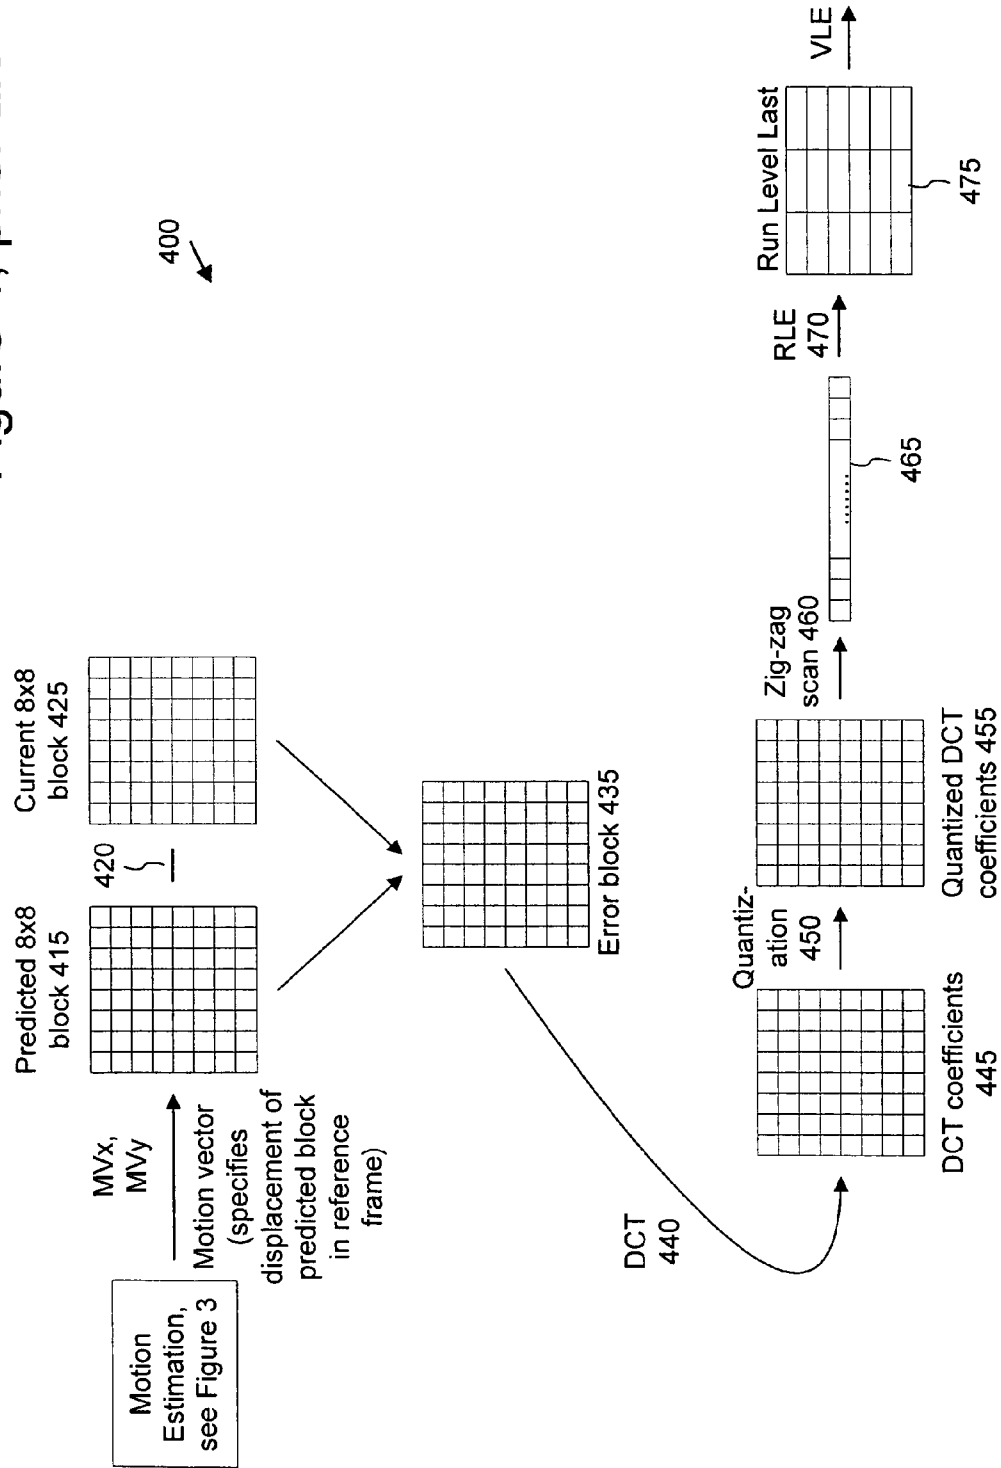 400
Motion
Estimation,
see Figure 3
MVx,
MVy
Motion vector
(specifies
displacement of
predicted block
in reference
frame)
Predicted 8x8
block 415
420
Current 8x8
block 425
Error block 435
DCT
440
DCT coefficients
445
Quantiz-
ation
450
Quantized DCT
coefficients 455
Zig-zag
scan 460
465
RLE
470
Run Level Last
475
VLE